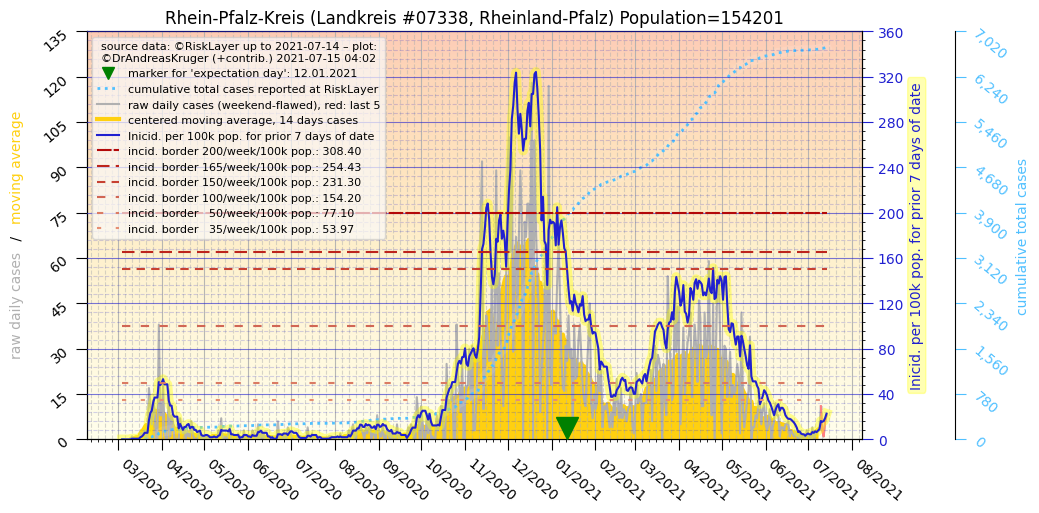 Rhein-Pfalz-Kreis (Landkreis #07338, Rheinland-Pfalz) Population=154201
source data: ©RiskLayer up to 2021-07-14 – plot:
©DrAndreasKruger (+contrib.) 2021-07-15 04:02
marker for 'expectation day': 12.01.2021
cumulative total cases reported at RiskLayer
raw daily cases (weekend-flawed), red: last 5
centered moving average, 14 days cases
Inicid. per 100k pop. for prior 7 days of date
incid. border 200/week/100k pop.: 308.40
incid. border 165/week/100k pop.: 254.43
incid. border 150/week/100k pop.: 231.30
incid. border 100/week/100k pop.: 154.20
incid. border 50/week/100k pop.: 77.10
incid. border 35/week/100k pop.: 53.97
raw daily cases / moving average
135
120
105
90
75
60
45
30
15
0
03/2020
04/2020
05/2020
06/2020
07/2020
08/2020
09/2020
10/2020
11/2020
12/2020
01/2021
02/2021
03/2021
04/2021
05/2021
06/2021
07/2021
08/2021
360
320
280
240
200
160
120
80
40
0
Inicid. per 100k pop. for prior 7 days of date
7,020
6,240
5,460
4,680
3,900
3,120
2,340
1,560
780
0
cumulative total cases